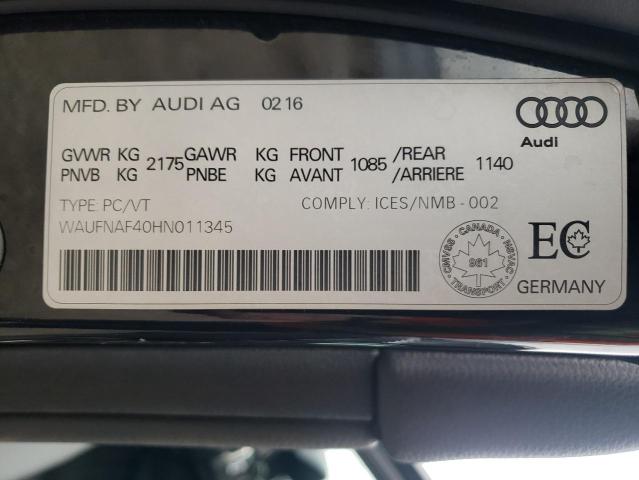 MFD. BY AUDI AG 02 16
Audi
GVWR KG 2175 GAWR KG FRONT 1085 /REAR 1140
PNVB KG PNBE KG AVANT /ARRIERE
TYPE: PC/VT COMPLY: ICES/NMB - 002
WAUFNAF40HN011345
CANADA
CMVSS 961 NSVAC
TRANSPORT
EC
GERMANY